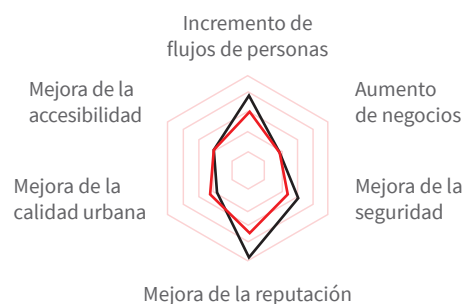 Incremento de
flujos de personas
Mejora de la
accesibilidad
Aumento
de negocios
Mejora de la
calidad urbana
Mejora de la
seguridad
Mejora de la reputación